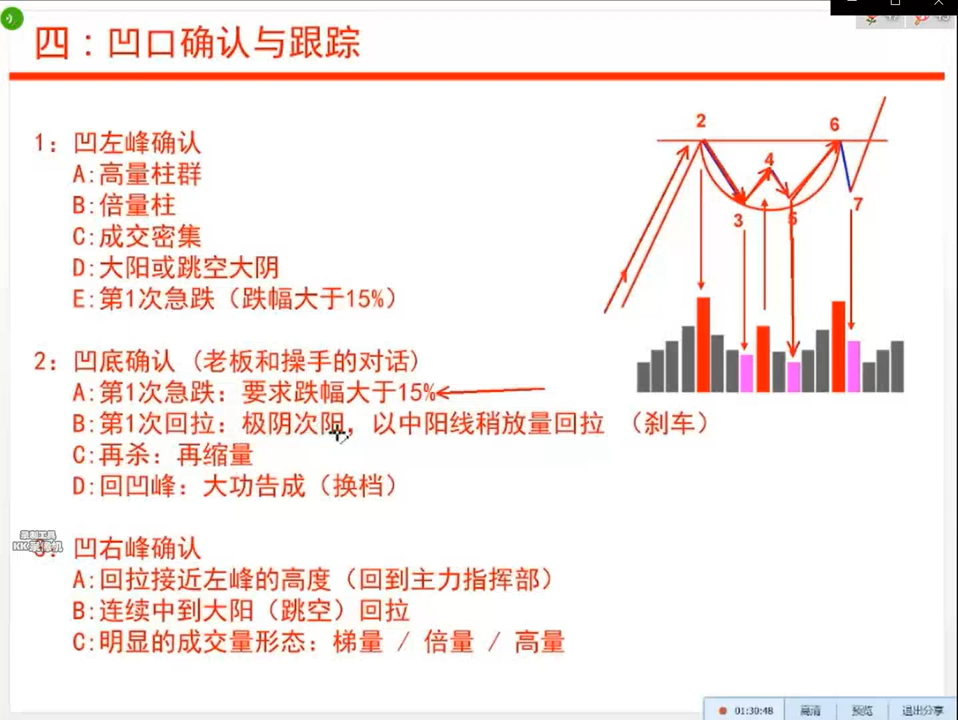 四：凹口确认与跟踪
1：凹左峰确认
A:高量柱群
B:倍量柱
C:成交密集
D:大阳或跳空大阴
E:第1次急跌（跌幅大于15%）
2：凹底确认（老板和操手的对话）
A:第1次急跌：要求跌幅大于15%
B:第1次回拉：极阴次阳，以中阳线稍放量回拉 （刹车）
C:再杀：再缩量
D:回凹峰：大功告成（换档）
3：凹右峰确认
A:回拉接近左峰的高度（回到主力指挥部）
B:连续中到大阳（跳空）回拉
C:明显的成交量形态：梯量 / 倍量 / 高量
2
6
4
3
5
7
录制工具
01:30:48
高清
预览
退出分享